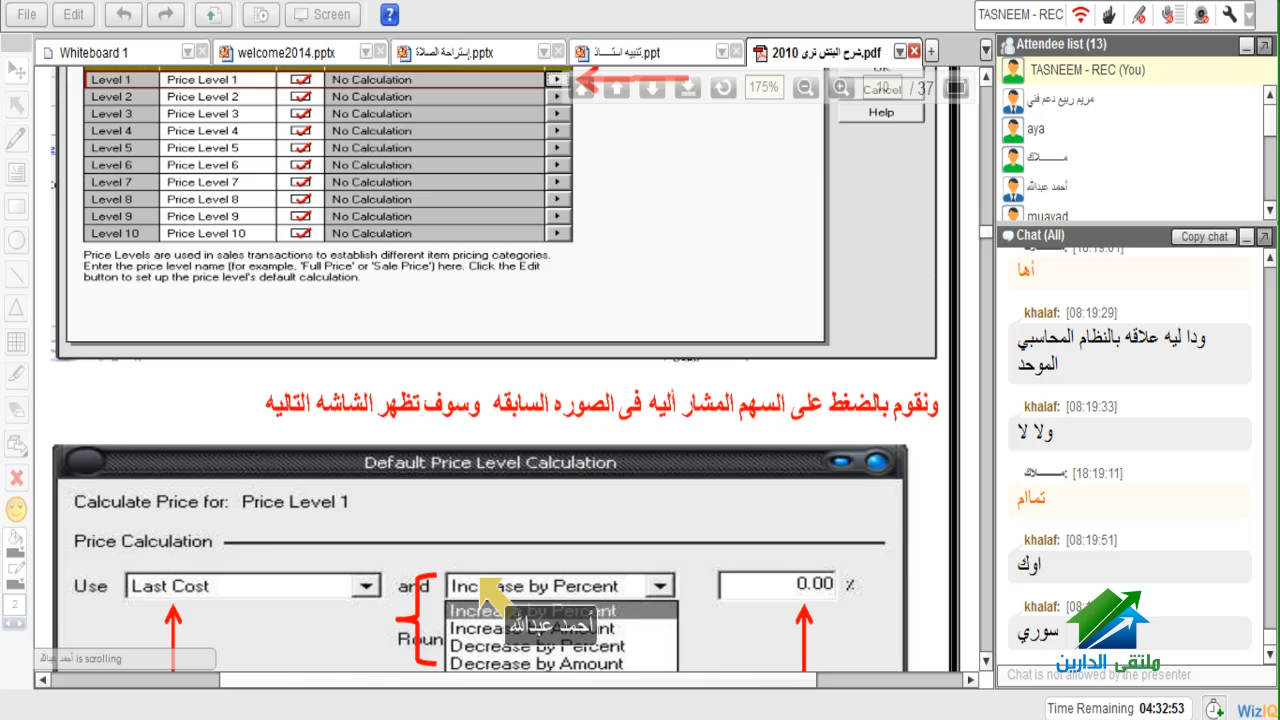 File Edit Screen ? TASNEEM - REC
Whiteboard 1 welcome2014.pptx إستراحة الصلاة.pptx تنبيه استـــاذ.ppt شرح البتش ترى 2010.pdf +
Attendee list (13)
TASNEEM - REC (You)
مريم ربيع دعم فني
aya
مــــــلاك
أحمد عبدالله
muayad
175% 10 / 37
Level 1 Price Level 1 No Calculation
Level 2 Price Level 2 No Calculation
Level 3 Price Level 3 No Calculation
Level 4 Price Level 4 No Calculation
Level 5 Price Level 5 No Calculation
Level 6 Price Level 6 No Calculation
Level 7 Price Level 7 No Calculation
Level 8 Price Level 8 No Calculation
Level 9 Price Level 9 No Calculation
Level 10 Price Level 10 No Calculation
Cancel
Help
Price Levels are used in sales transactions to establish different item pricing categories.
Enter the price level name (for example, 'Full Price' or 'Sale Price') here. Click the Edit
button to set up the price level's default calculation.
ونقوم بالضغط على السهم المشار أليه فى الصوره السابقه وسوف تظهر الشاشه التاليه
Default Price Level Calculation
Calculate Price for: Price Level 1
Price Calculation
Use Last Cost and Increase by Percent 0.00 %
Increase by Percent
Increase by Amount
Decrease by Percent
Decrease by Amount
Roun
أحمد عبدالله
أحمد عبدالله is scrolling
2
Chat (All) Copy chat
مــــــلاك: [18:19:01]
أها
khalaf: [08:19:29]
ودا ليه علاقه بالنظام المحاسبي
الموحد
khalaf: [08:19:33]
ولا لا
مــــــلاك: [18:19:11]
تماام
khalaf: [08:19:51]
اوك
khalaf:
سوري
ملتقى الدارين
Chat is not allowed by the presenter
Time Remaining 04:32:53 WizIQ